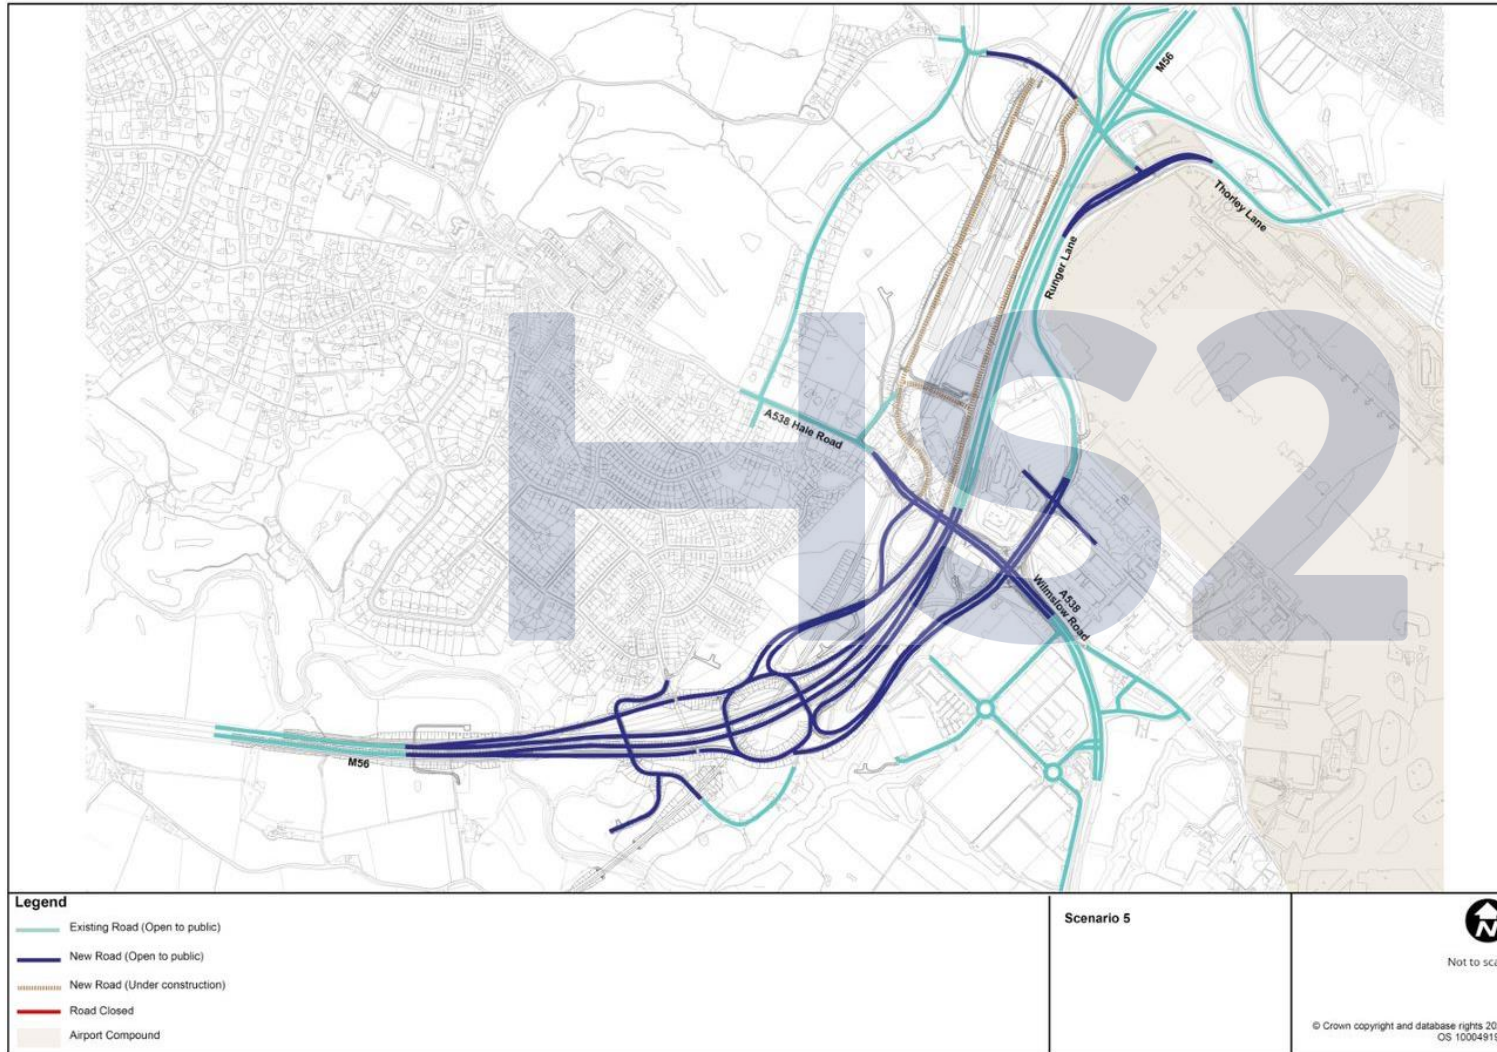 M56
Thorley Lane
Runger Lane
HS2
A538 Hale Road
A538
Wilmslow Road
M56
Legend
Existing Road (Open to public)
New Road (Open to public)
New Road (Under construction)
Road Closed
Airport Compound
Scenario 5
N
Not to sca
© Crown copyright and database rights 20
OS 10004919